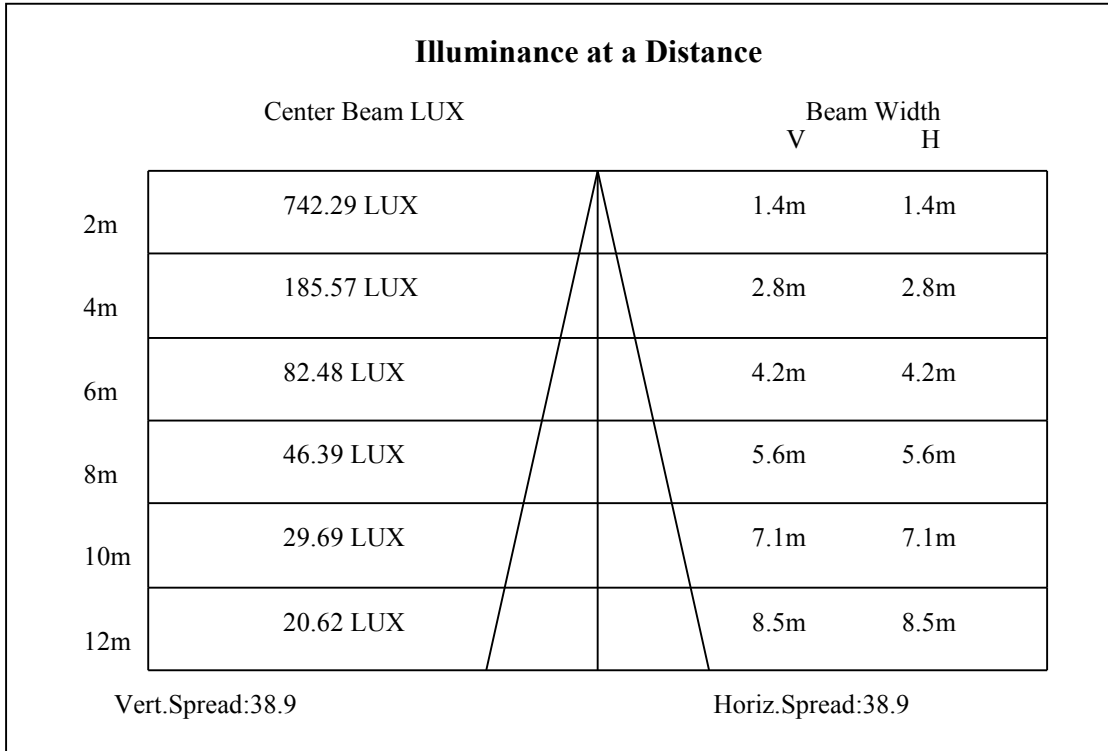 Illuminance at a Distance
Center Beam LUX Beam Width
V H
2m 742.29 LUX 1.4m 1.4m
4m 185.57 LUX 2.8m 2.8m
6m 82.48 LUX 4.2m 4.2m
8m 46.39 LUX 5.6m 5.6m
10m 29.69 LUX 7.1m 7.1m
12m 20.62 LUX 8.5m 8.5m
Vert.Spread:38.9 Horiz.Spread:38.9